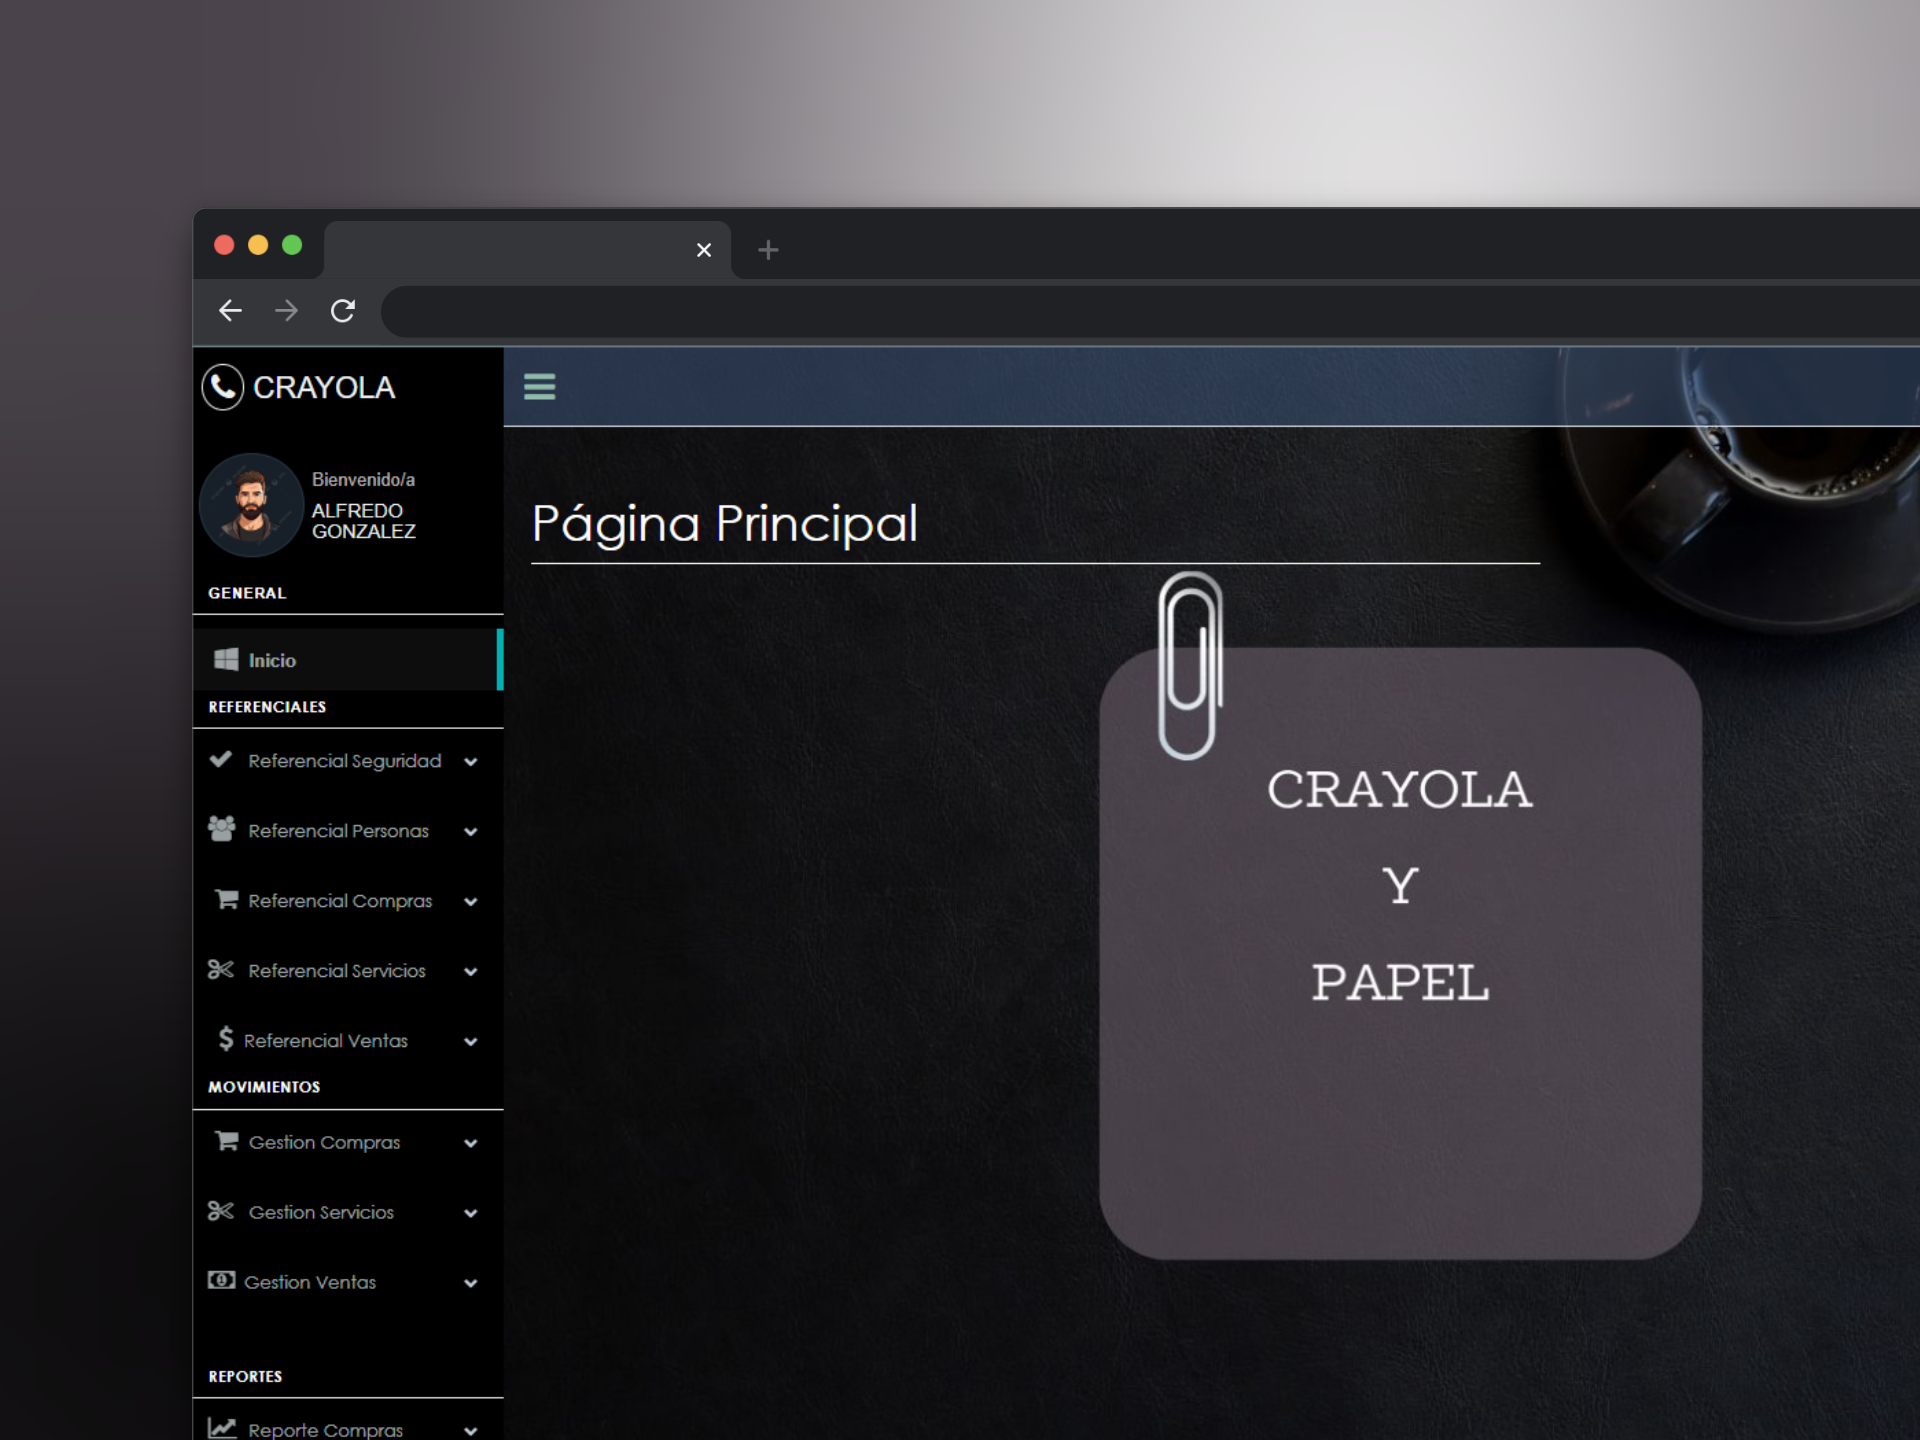 CRAYOLA
Bienvenido/a
ALFREDO
GONZALEZ
GENERAL
Inicio
REFERENCIALES
Referencial Seguridad
Referencial Personas
Referencial Compras
Referencial Servicios
Referencial Ventas
MOVIMIENTOS
Gestion Compras
Gestion Servicios
Gestion Ventas
REPORTES
Reporte Compras
Página Principal
CRAYOLA
Y
PAPEL